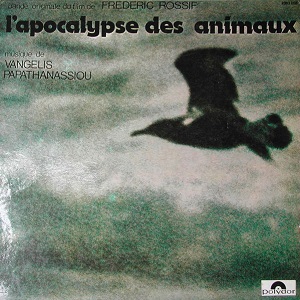 bande originale du film de FREDERIC ROSSIF
l'apocalypse des animaux
musique de
VANGELIS
PAPATHANASSIOU
polydor